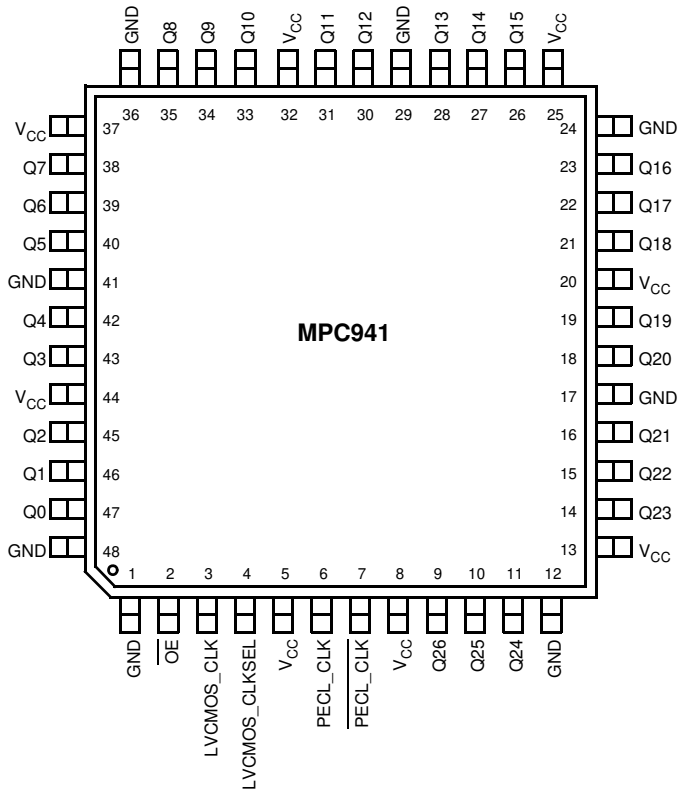 GND Q8 Q9 Q10 VCC Q11 Q12 GND Q13 Q14 Q15 VCC
36 35 34 33 32 31 30 29 28 27 26 25
VCC 37 24 GND
Q7 38 23 Q16
Q6 39 22 Q17
Q5 40 21 Q18
GND 41 20 VCC
Q4 42 19 Q19
MPC941
Q3 43 18 Q20
VCC 44 17 GND
Q2 45 16 Q21
Q1 46 15 Q22
Q0 47 14 Q23
GND 48 13 VCC
1 2 3 4 5 6 7 8 9 10 11 12
GND O̅E̅ LVCMOS_CLK LVCMOS_CLKSEL VCC PECL_CLK P̅E̅C̅L̅_̅C̅L̅K̅ VCC Q26 Q25 Q24 GND